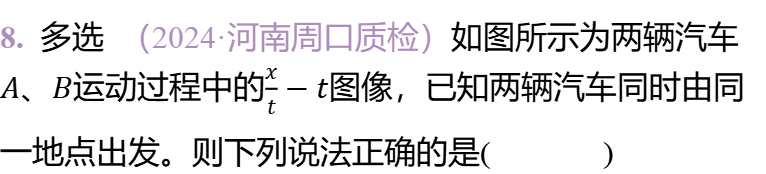 8. 多选 （2024·河南周口质检）如图所示为两辆汽车
A、B运动过程中的x/t − t图像，已知两辆汽车同时由同
一地点出发。则下列说法正确的是( )